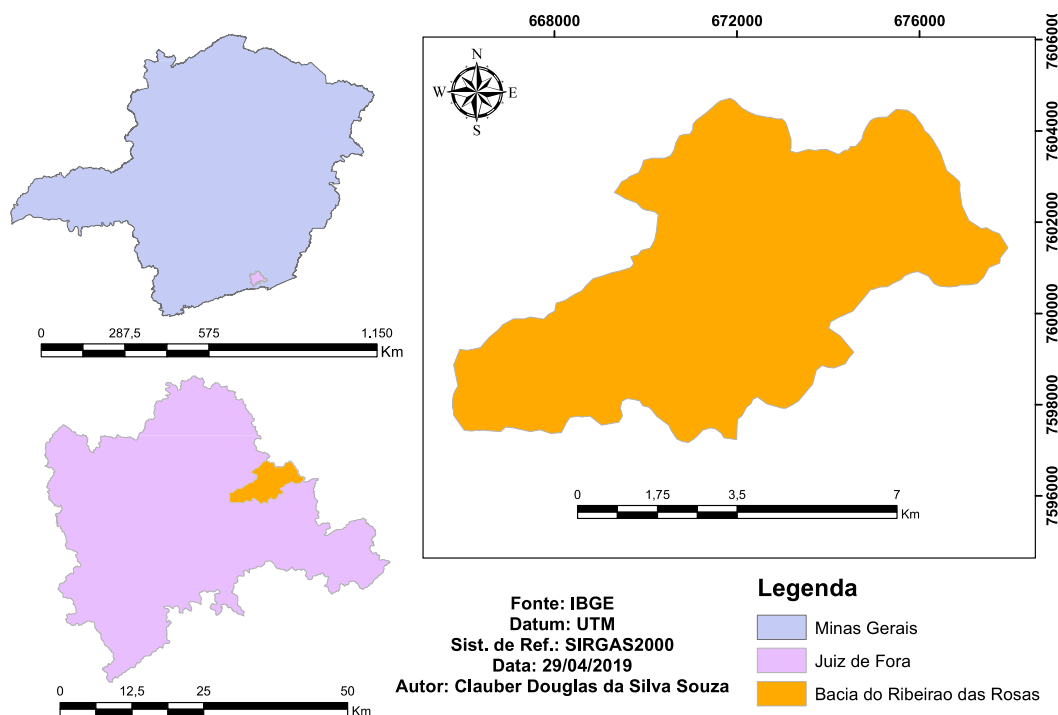 668000 672000 676000
7606000
7604000
7602000
7600000
7598000
7596000
N
W E
S
0 287,5 575 1.150
Km
0 1,75 3,5 7
Km
0 12,5 25 50
Km
Fonte: IBGE
Datum: UTM
Sist. de Ref.: SIRGAS2000
Data: 29/04/2019
Autor: Clauber Douglas da Silva Souza
Legenda
Minas Gerais
Juiz de Fora
Bacia do Ribeirao das Rosas